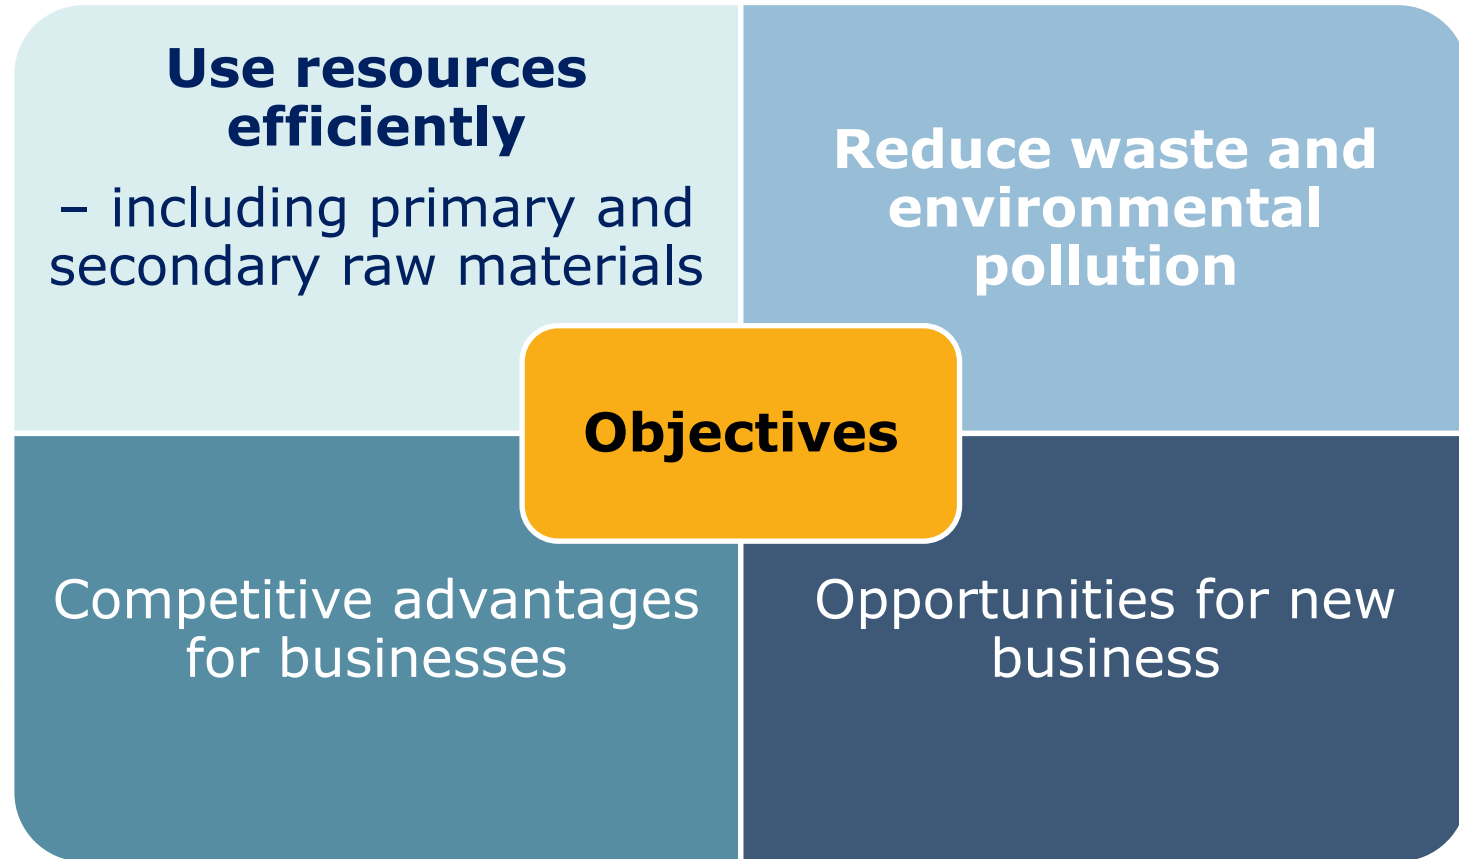 Use resources
efficiently
– including primary and
secondary raw materials
Reduce waste and
environmental
pollution
Objectives
Competitive advantages
for businesses
Opportunities for new
business